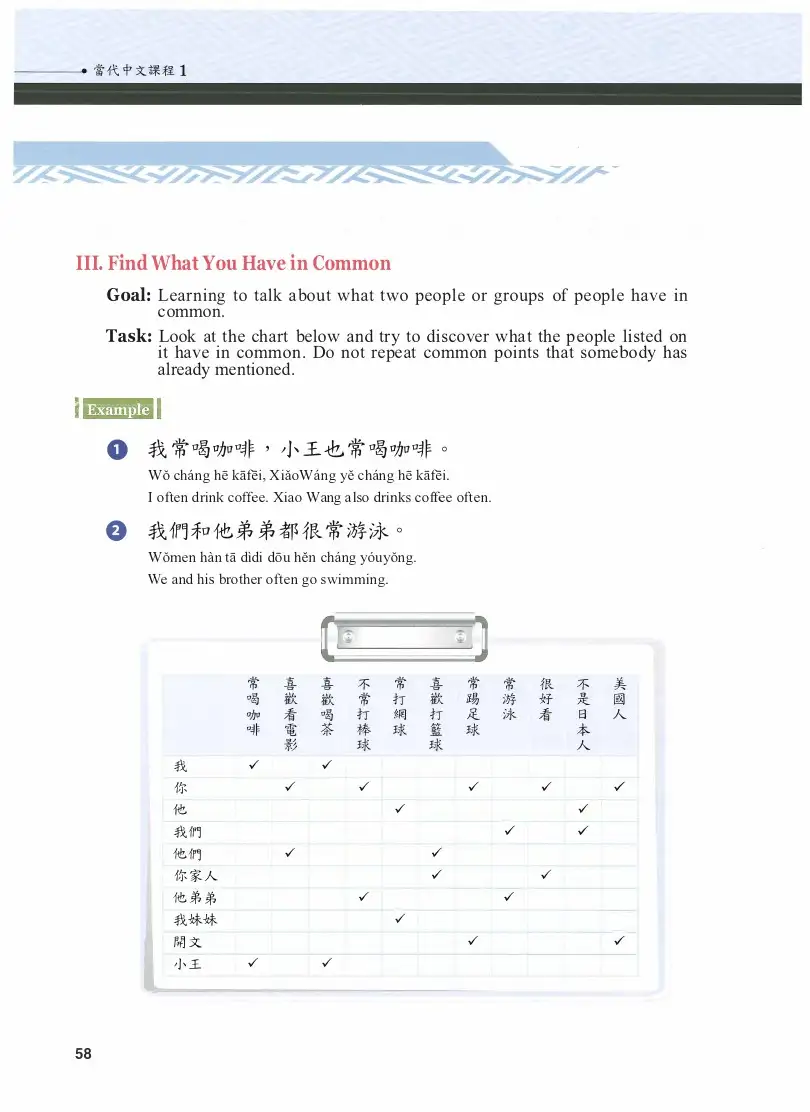 當代中文課程 1
III. Find What You Have in Common
Goal: Learning to talk about what two people or groups of people have in
common.
Task: Look at the chart below and try to discover what the people listed on
it have in common. Do not repeat common points that somebody has
already mentioned.
Example
1 我常喝咖啡，小王也常喝咖啡。
Wǒ cháng hē kāfēi, XiǎoWáng yě cháng hē kāfēi.
I often drink coffee. Xiao Wang also drinks coffee often.
2 我們和他弟弟都很常游泳。
Wǒmen hàn tā dìdi dōu hěn cháng yóuyǒng.
We and his brother often go swimming.
常喝咖啡
喜歡看電影
喜歡喝茶
不常打棒球
常打網球
喜歡打籃球
常踢足球
常游泳
很好看
不是日本人
美國人
我 ✓ ✓
你 ✓ ✓ ✓ ✓ ✓
他 ✓ ✓
我們 ✓ ✓
他們 ✓ ✓
你家人 ✓ ✓
他弟弟 ✓ ✓
我妹妹 ✓
開文 ✓ ✓
小王 ✓ ✓
58